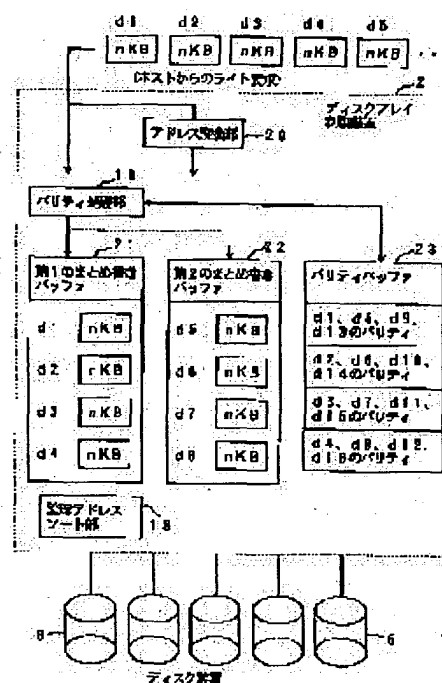 d1 d2 d3 d4 d5
nKB nKB nKB nKB nKB ・・
(ホストからのライト要求)
2
ディスクアレイ
アドレス変換部
20
パリティ処理部
21
22
23
第1のまとめ書き
バッファ
第2のまとめ書き
バッファ
パリティバッファ
d1 nKB
d2 nKB
d3 nKB
d4 nKB
d5 nKB
d6 nKB
d7 nKB
d8 nKB
d1、d5、d9、
d13のパリティ
d2、d6、d10、
d14のパリティ
d3、d7、d11、
d15のパリティ
d4、d8、d12、
d16のパリティ
アドレス
ソート部
18
6
6
ディスク装置